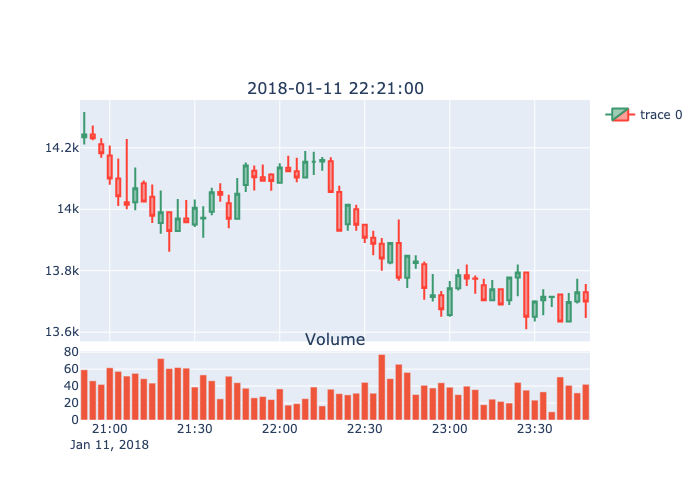 2018-01-11 22:21:00
trace 0
14.2k
14k
13.8k
13.6k
Volume
80
60
40
20
0
21:00 21:30 22:00 22:30 23:00 23:30
Jan 11, 2018